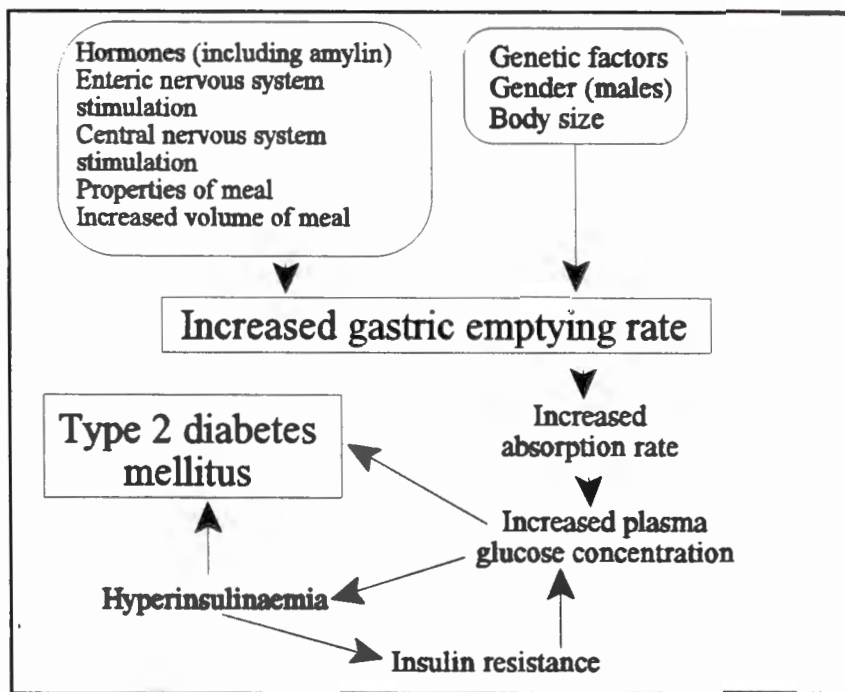 Hormones (including amylin)
Enteric nervous system
stimulation
Central nervous system
stimulation
Properties of meal
Increased volume of meal
Genetic factors
Gender (males)
Body size
Increased gastric emptying rate
Increased
absorption rate
Type 2 diabetes
mellitus
Increased plasma
glucose concentration
Hyperinsulinaemia
Insulin resistance